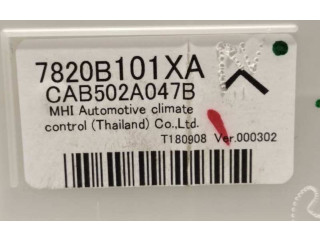 7820B101XA
CAB502A047B
MHI Automotive climate
control (Thailand) Co.,Ltd.
T180908 Ver.000302